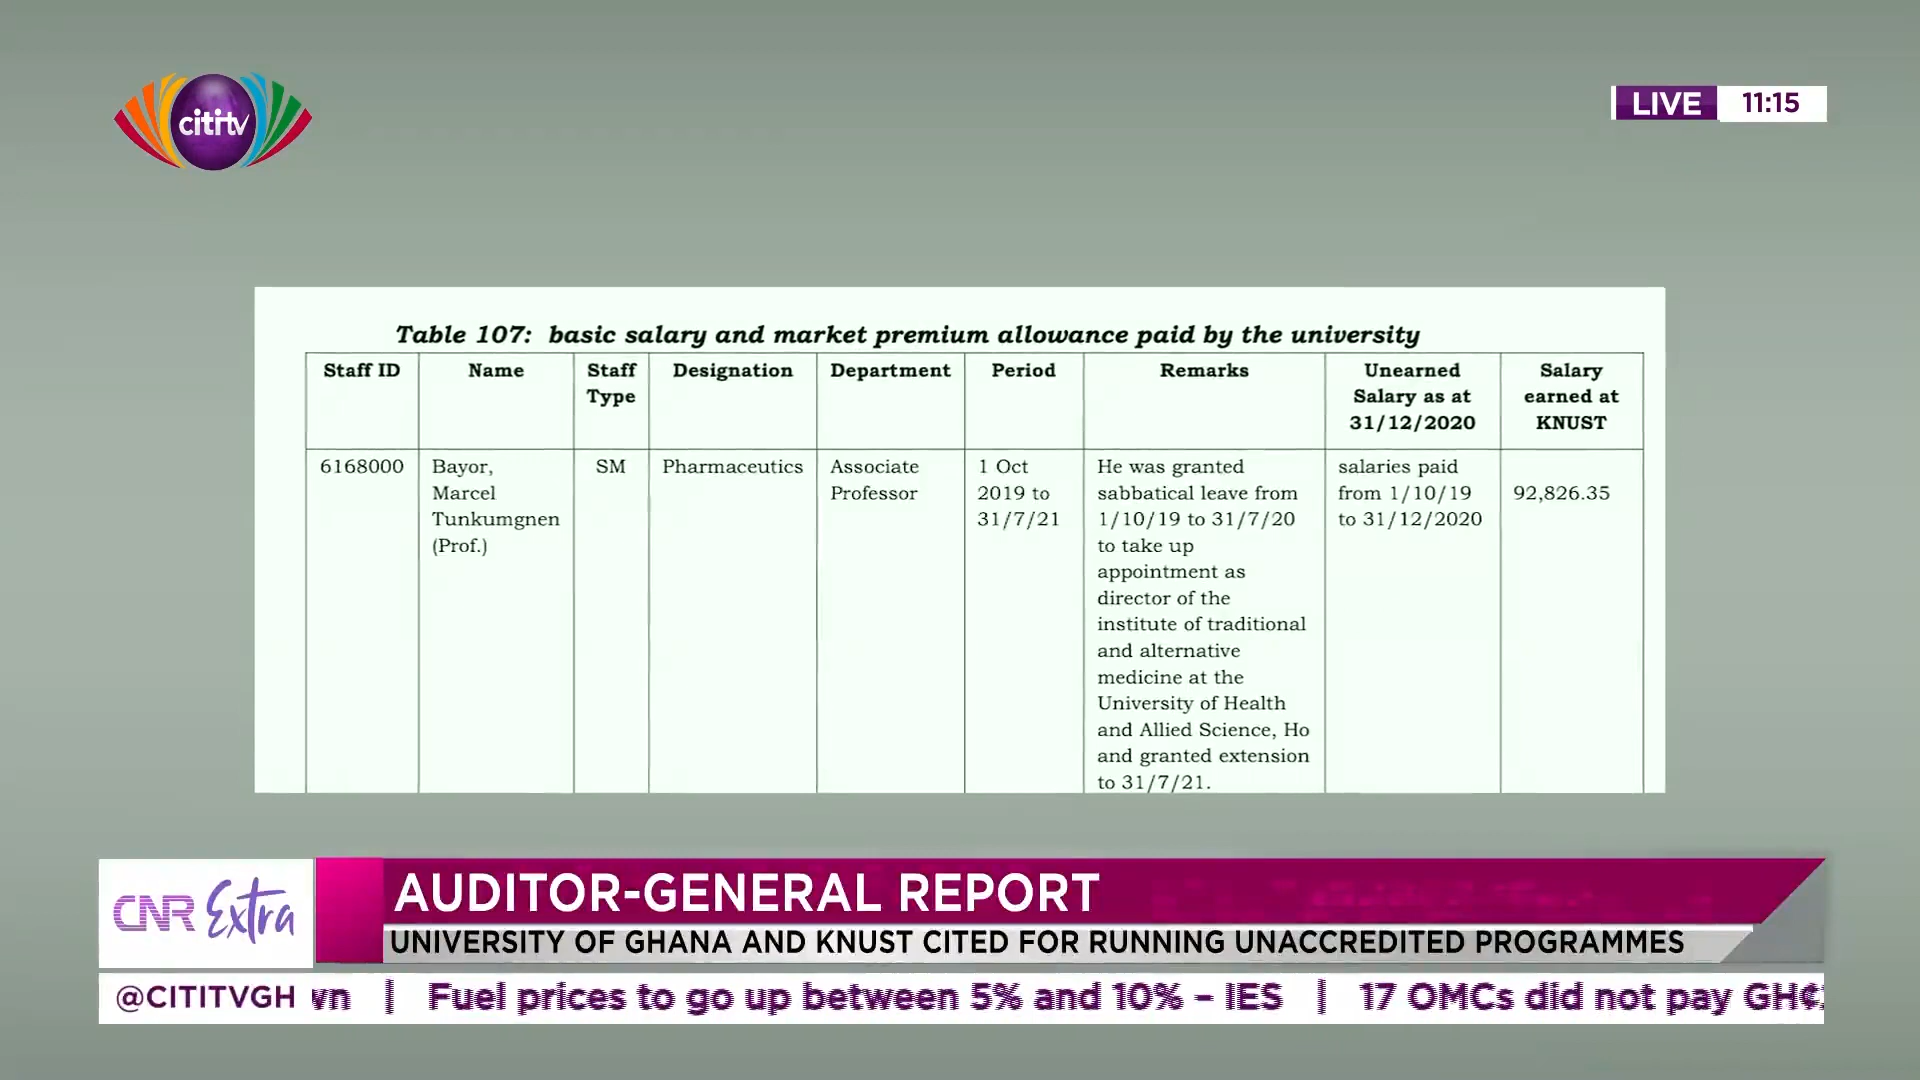 cititv
LIVE 11:15
Table 107: basic salary and market premium allowance paid by the university
Staff ID
Name
Staff
Type
Designation
Department
Period
Remarks
Unearned
Salary as at
31/12/2020
Salary
earned at
KNUST
6168000
Bayor,
Marcel
Tunkumgnen
(Prof.)
SM
Pharmaceutics
Associate
Professor
1 Oct
2019 to
31/7/21
He was granted
sabbatical leave from
1/10/19 to 31/7/20
to take up
appointment as
director of the
institute of traditional
and alternative
medicine at the
University of Health
and Allied Science, Ho
and granted extension
to 31/7/21.
salaries paid
from 1/10/19
to 31/12/2020
92,826.35
CNR Extra
AUDITOR-GENERAL REPORT
UNIVERSITY OF GHANA AND KNUST CITED FOR RUNNING UNACCREDITED PROGRAMMES
@CITITVGH vn | Fuel prices to go up between 5% and 10% – IES | 17 OMCs did not pay GH¢